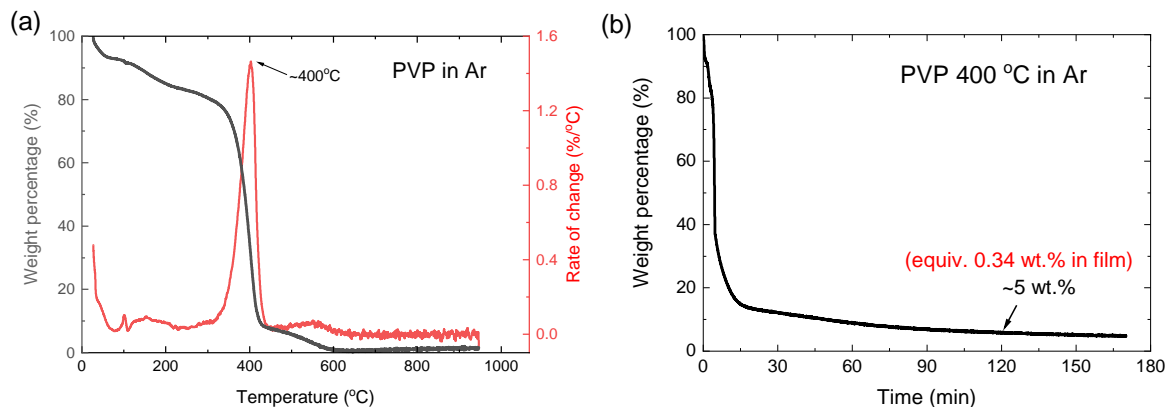 (a)
PVP in Ar
~400°C
Weight percentage (%)
100
80
60
40
20
0
Rate of change (%/°C)
1.6
1.2
0.8
0.4
0.0
0 200 400 600 800 1000
Temperature (°C)
(b)
PVP 400 °C in Ar
(equiv. 0.34 wt.% in film)
~5 wt.%
Weight percentage (%)
100
80
60
40
20
0
0 30 60 90 120 150 180
Time (min)